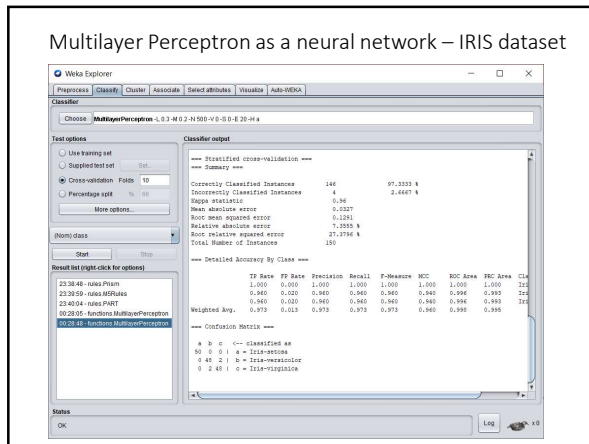 Multilayer Perceptron as a neural network – IRIS dataset
Weka Explorer
Preprocess Classify Cluster Associate Select attributes Visualize Auto-WEKA
Classifier
Choose MultilayerPerceptron -L 0.3 -M 0.2 -N 500 -V 0 -S 0 -E 20 -H a
Test options
Use training set
Supplied test set Set...
Cross-validation Folds 10
Percentage split % 66
More options...
(Nom) class
Start Stop
Result list (right-click for options)
23:38:48 - rules.Prism
23:39:59 - rules.M5Rules
23:40:04 - rules.PART
00:28:05 - functions.MultilayerPerceptron
00:28:48 - functions.MultilayerPerceptron
Classifier output
=== Stratified cross-validation ===
=== Summary ===
Correctly Classified Instances 146 97.3333 %
Incorrectly Classified Instances 4 2.6667 %
Kappa statistic 0.96
Mean absolute error 0.0327
Root mean squared error 0.1291
Relative absolute error 7.3555 %
Root relative squared error 27.3796 %
Total Number of Instances 150
=== Detailed Accuracy By Class ===
TP Rate FP Rate Precision Recall F-Measure MCC ROC Area PRC Area Cla
1.000 0.000 1.000 1.000 1.000 1.000 1.000 1.000 Iri
0.960 0.020 0.960 0.960 0.960 0.940 0.996 0.993 Iri
0.960 0.020 0.960 0.960 0.960 0.940 0.996 0.993 Iri
Weighted Avg. 0.973 0.013 0.973 0.973 0.973 0.960 0.998 0.995
=== Confusion Matrix ===
a b c <-- classified as
50 0 0 | a = Iris-setosa
0 48 2 | b = Iris-versicolor
0 2 48 | c = Iris-virginica
Status
OK
Log
x 0